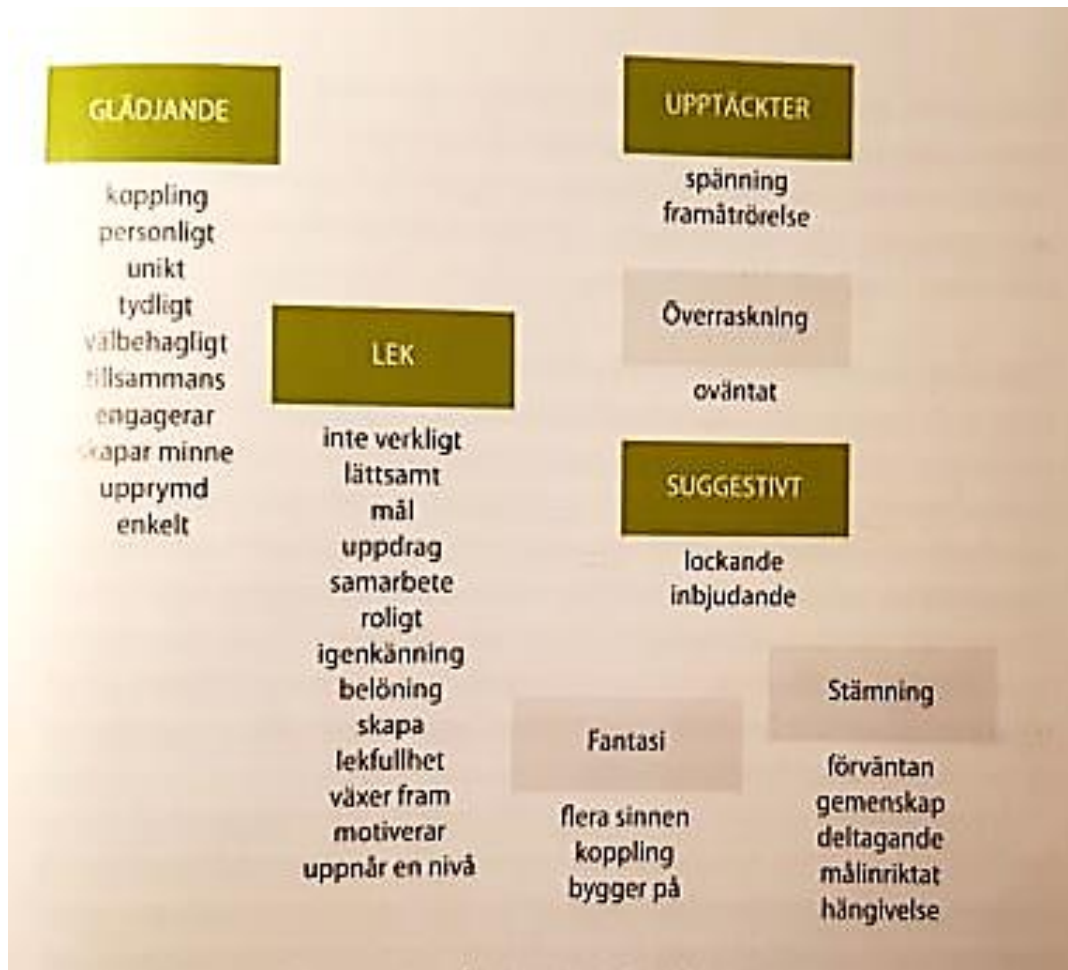 GLÄDJANDE
koppling
personligt
unikt
tydligt
välbehagligt
tillsammans
engagerar
skapar minne
upprymd
enkelt
LEK
inte verkligt
lättsamt
mål
uppdrag
samarbete
roligt
igenkänning
belöning
skapa
lekfullhet
växer fram
motiverar
uppnår en nivå
UPPTÄCKTER
spänning
framåtrörelse
Överraskning
oväntat
SUGGESTIVT
lockande
inbjudande
Fantasi
flera sinnen
koppling
bygger på
Stämning
förväntan
gemenskap
deltagande
målinriktat
hängivelse